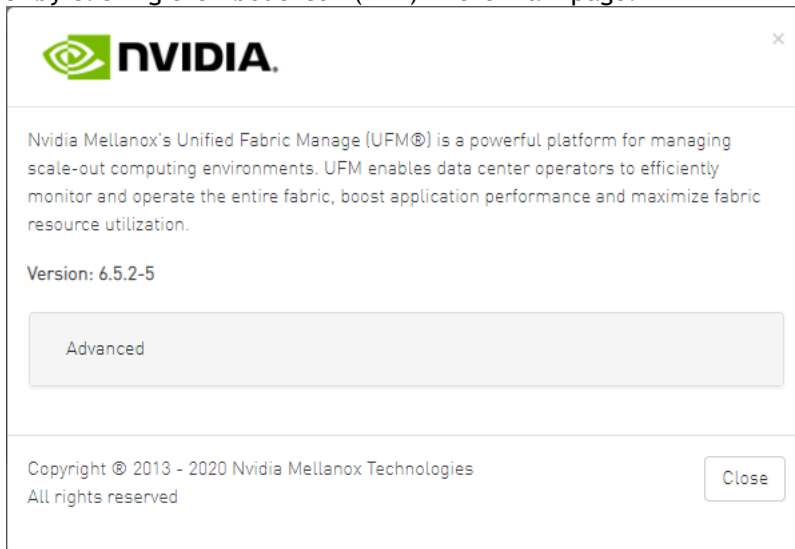 NVIDIA.
×
Nvidia Mellanox's Unified Fabric Manage (UFM®) is a powerful platform for managing
scale-out computing environments. UFM enables data center operators to efficiently
monitor and operate the entire fabric, boost application performance and maximize fabric
resource utilization.
Version: 6.5.2-5
Advanced
Copyright ® 2013 - 2020 Nvidia Mellanox Technologies
All rights reserved
Close